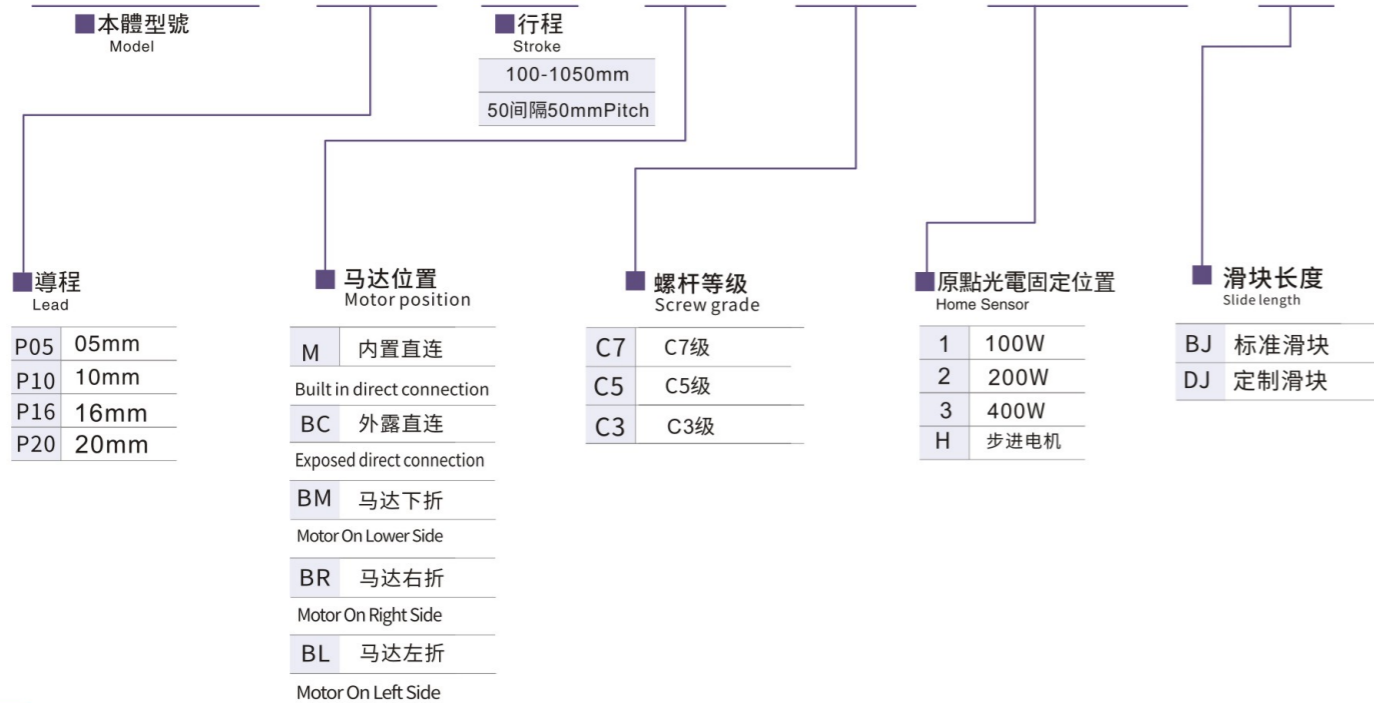 ■本體型號
Model
■行程
Stroke
100-1050mm
50间隔50mmPitch
■導程
Lead
P05 05mm
P10 10mm
P16 16mm
P20 20mm
■马达位置
Motor position
M 内置直连
Built in direct connection
BC 外露直连
Exposed direct connection
BM 马达下折
Motor On Lower Side
BR 马达右折
Motor On Right Side
BL 马达左折
Motor On Left Side
■螺杆等级
Screw grade
C7 C7级
C5 C5级
C3 C3级
■原點光電固定位置
Home Sensor
1 100W
2 200W
3 400W
H 步进电机
■滑块长度
Slide length
BJ 标准滑块
DJ 定制滑块